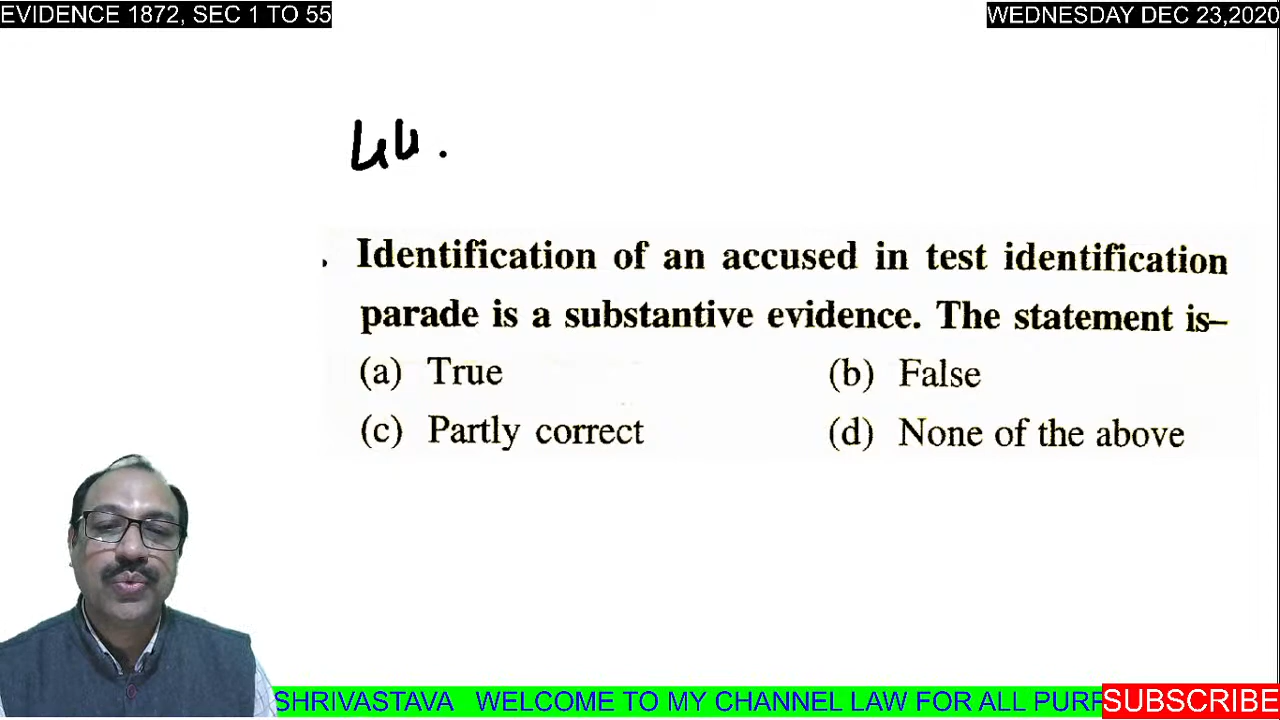 EVIDENCE 1872, SEC 1 TO 55
WEDNESDAY DEC 23,2020
44.
. Identification of an accused in test identification
parade is a substantive evidence. The statement is–
(a) True
(b) False
(c) Partly correct
(d) None of the above
SHRIVASTAVA WELCOME TO MY CHANNEL LAW FOR ALL PURP
SUBSCRIBE